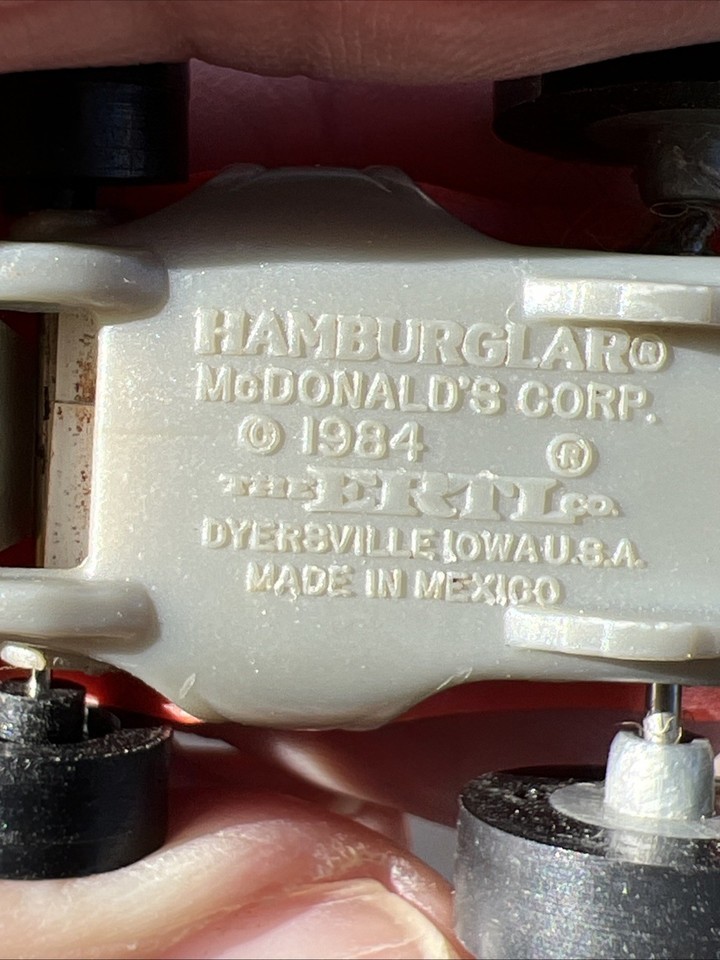 HAMBURGLAR®
McDONALD'S CORP.
© 1984 ®
THE ERTL CO.
DYERSVILLE IOWA U.S.A.
MADE IN MEXICO